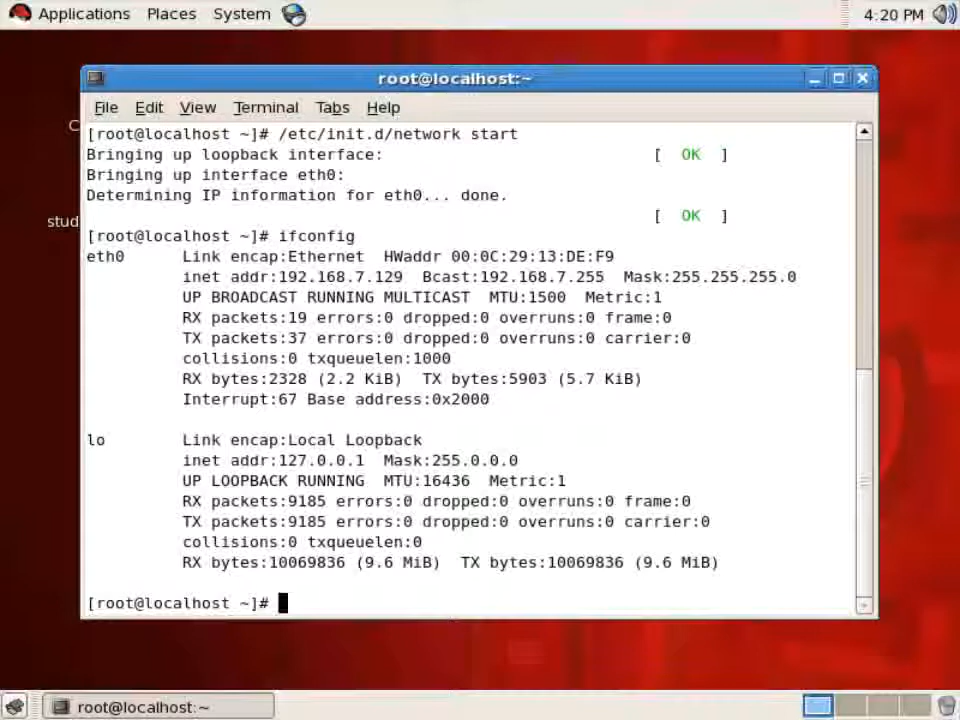 Applications Places System 4:20 PM
root@localhost:~
File Edit View Terminal Tabs Help
[root@localhost ~]# /etc/init.d/network start
Bringing up loopback interface: [ OK ]
Bringing up interface eth0:
Determining IP information for eth0... done.
[ OK ]
[root@localhost ~]# ifconfig
eth0 Link encap:Ethernet HWaddr 00:0C:29:13:DE:F9
inet addr:192.168.7.129 Bcast:192.168.7.255 Mask:255.255.255.0
UP BROADCAST RUNNING MULTICAST MTU:1500 Metric:1
RX packets:19 errors:0 dropped:0 overruns:0 frame:0
TX packets:37 errors:0 dropped:0 overruns:0 carrier:0
collisions:0 txqueuelen:1000
RX bytes:2328 (2.2 KiB) TX bytes:5903 (5.7 KiB)
Interrupt:67 Base address:0x2000
lo Link encap:Local Loopback
inet addr:127.0.0.1 Mask:255.0.0.0
UP LOOPBACK RUNNING MTU:16436 Metric:1
RX packets:9185 errors:0 dropped:0 overruns:0 frame:0
TX packets:9185 errors:0 dropped:0 overruns:0 carrier:0
collisions:0 txqueuelen:0
RX bytes:10069836 (9.6 MiB) TX bytes:10069836 (9.6 MiB)
[root@localhost ~]#
C
stud
root@localhost:~